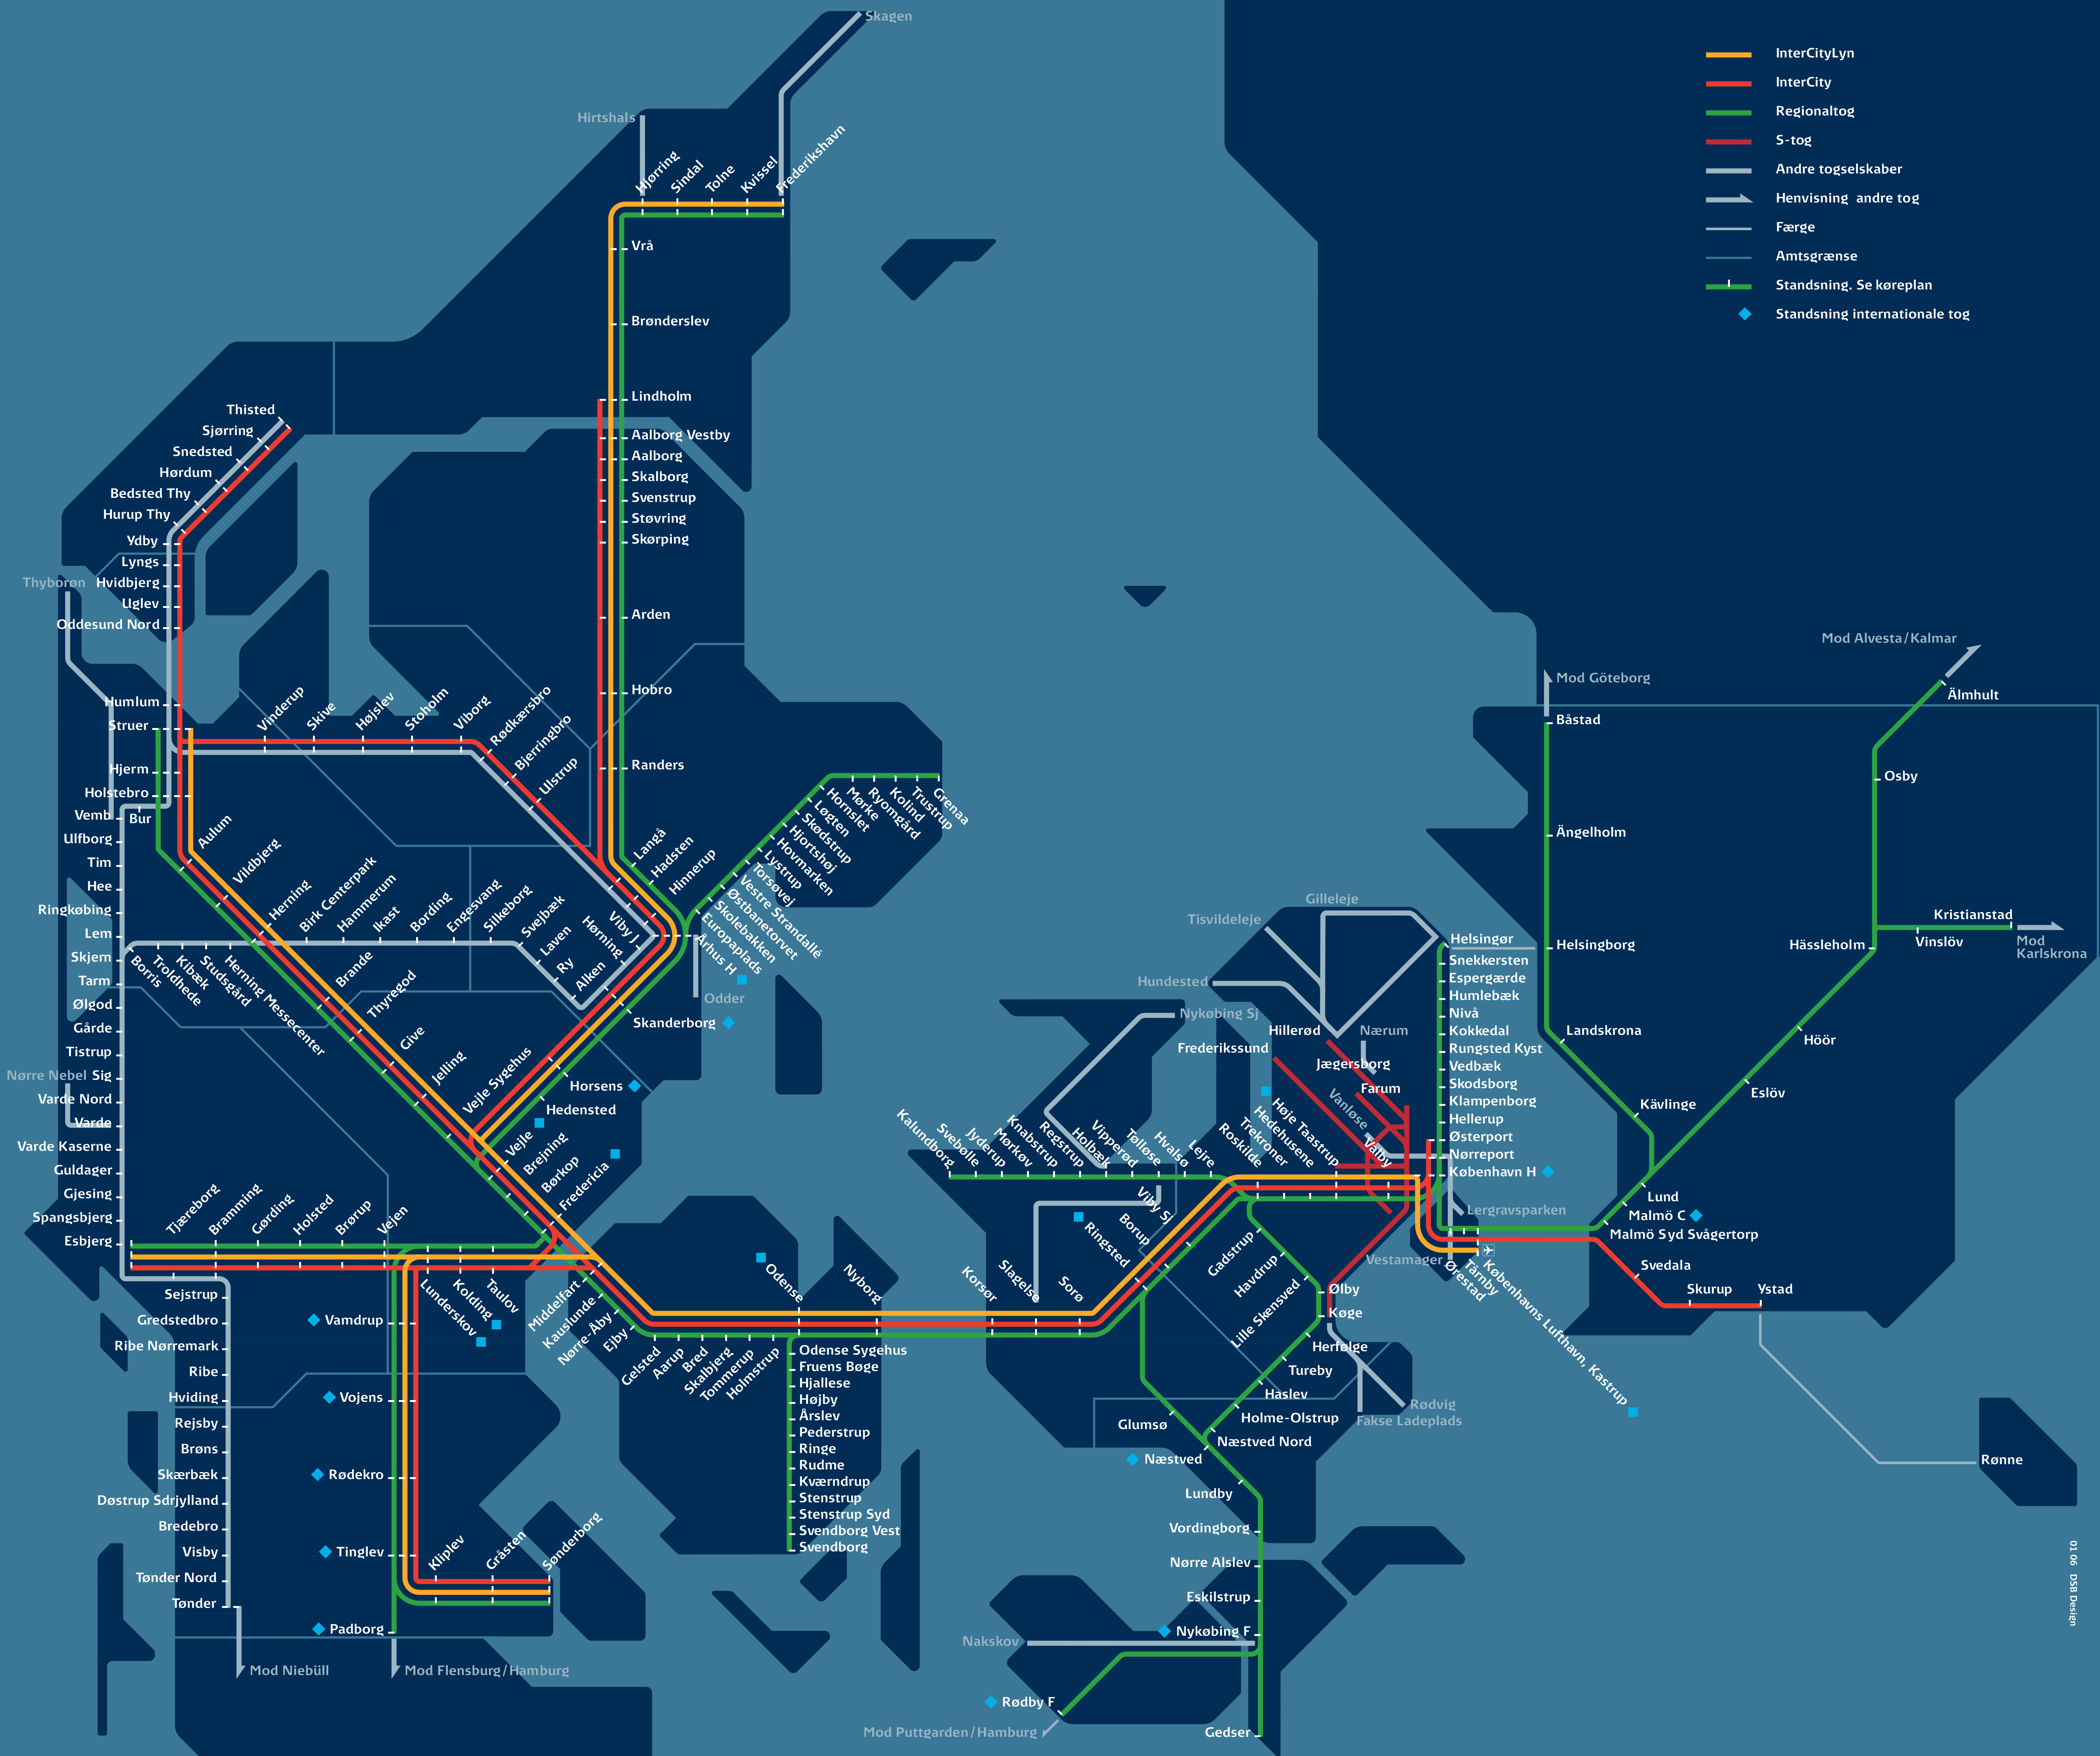 Skagen
Hirtshals
Hjørring
Sindal
Tolne
Kvissel
Frederikshavn
Vrå
Brønderslev
Lindholm
Aalborg Vestby
Aalborg
Skalborg
Svenstrup
Støvring
Skørping
Arden
Hobro
Randers
Langå
Hadsten
Hinnerup
InterCityLyn
InterCity
Regionaltog
S-tog
Andre togselskaber
Henvisning andre tog
Færge
Amtsgrænse
Standsning. Se køreplan
Standsning internationale tog
Thisted
Sjørring
Snedsted
Hørdum
Bedsted Thy
Hurup Thy
Ydby
Lyngs
Thyborøn
Hvidbjerg
Uglev
Oddesund Nord
Humlum
Struer
Hjerm
Holstebro
Vemb
Bur
Ulfborg
Tim
Hee
Ringkøbing
Lem
Skjern
Tarm
Ølgod
Gårde
Tistrup
Nørre Nebel
Sig
Varde Nord
Varde
Varde Kaserne
Guldager
Gjesing
Spangsbjerg
Esbjerg
Vinderup
Skive
Højslev
Stoholm
Viborg
Rødkærsbro
Bjerringbro
Ulstrup
Aulum
Vildbjerg
Herning
Birk Centerpark
Hammerum
Ikast
Bording
Engesvang
Silkeborg
Svejbæk
Laven
Ry
Alken
Hørning
Viby J
Borris
Troldhede
Kibæk
Studsgård
Herning Messecenter
Brande
Thyregod
Give
Jelling
Vejle Sygehus
Grenaa
Trustrup
Kolind
Ryomgård
Mørke
Hornslet
Løgten
Skødstrup
Hjortshøj
Hovmarken
Lystrup
Torsøvej
Vestre Strandallé
Østbanetorvet
Skolebakken
Europaplads
Århus H
Odder
Skanderborg
Horsens
Hedensted
Vejle
Brejning
Børkop
Fredericia
Tjæreborg
Bramming
Gørding
Holsted
Brørup
Vejen
Lunderskov
Kolding
Taulov
Sejstrup
Gredstedbro
Ribe Nørremark
Ribe
Hviding
Rejsby
Brøns
Skærbæk
Døstrup Sdrjylland
Bredebro
Visby
Tønder Nord
Tønder
Mod Niebüll
Vamdrup
Vojens
Rødekro
Tinglev
Padborg
Mod Flensburg/Hamburg
Kliplev
Gråsten
Sønderborg
Middelfart
Kauslunde
Nørre-Åby
Ejby
Gelsted
Aarup
Bred
Skalbjerg
Tommerup
Holmstrup
Odense
Nyborg
Odense Sygehus
Fruens Bøge
Hjallese
Højby
Årslev
Pederstrup
Ringe
Rudme
Kværndrup
Stenstrup
Stenstrup Syd
Svendborg Vest
Svendborg
Korsør
Slagelse
Sorø
Ringsted
Borup
Viby Sj
Kalundborg
Svebølle
Jyderup
Mørkøv
Knabstrup
Regstrup
Holbæk
Vipperød
Tølløse
Hvalsø
Lejre
Roskilde
Trekroner
Hedehusene
Høje Taastrup
Valby
Nykøbing Sj
Hundested
Tisvildeleje
Gilleleje
Hillerød
Frederikssund
Nærum
Jægersborg
Farum
Vanløse
Helsingør
Snekkersten
Espergærde
Humlebæk
Nivå
Kokkedal
Rungsted Kyst
Vedbæk
Skodsborg
Klampenborg
Hellerup
Østerport
Nørreport
København H
Lergravsparken
Vestamager
Ørestad
Tårnby
Københavns Lufthavn, Kastrup
Gadstrup
Havdrup
Lille Skensved
Ølby
Køge
Herfølge
Tureby
Haslev
Holme-Olstrup
Næstved Nord
Rødvig
Fakse Ladeplads
Glumsø
Næstved
Lundby
Vordingborg
Nørre Alslev
Eskilstrup
Nykøbing F
Nakskov
Rødby F
Mod Puttgarden/Hamburg
Gedser
Mod Göteborg
Båstad
Ängelholm
Helsingborg
Landskrona
Kävlinge
Lund
Malmö C
Malmö Syd Svågertorp
Svedala
Skurup
Ystad
Rønne
Mod Alvesta/Kalmar
Älmhult
Osby
Kristianstad
Vinslöv
Mod
Karlskrona
Hässleholm
Höör
Eslöv
01 06 DSB Design